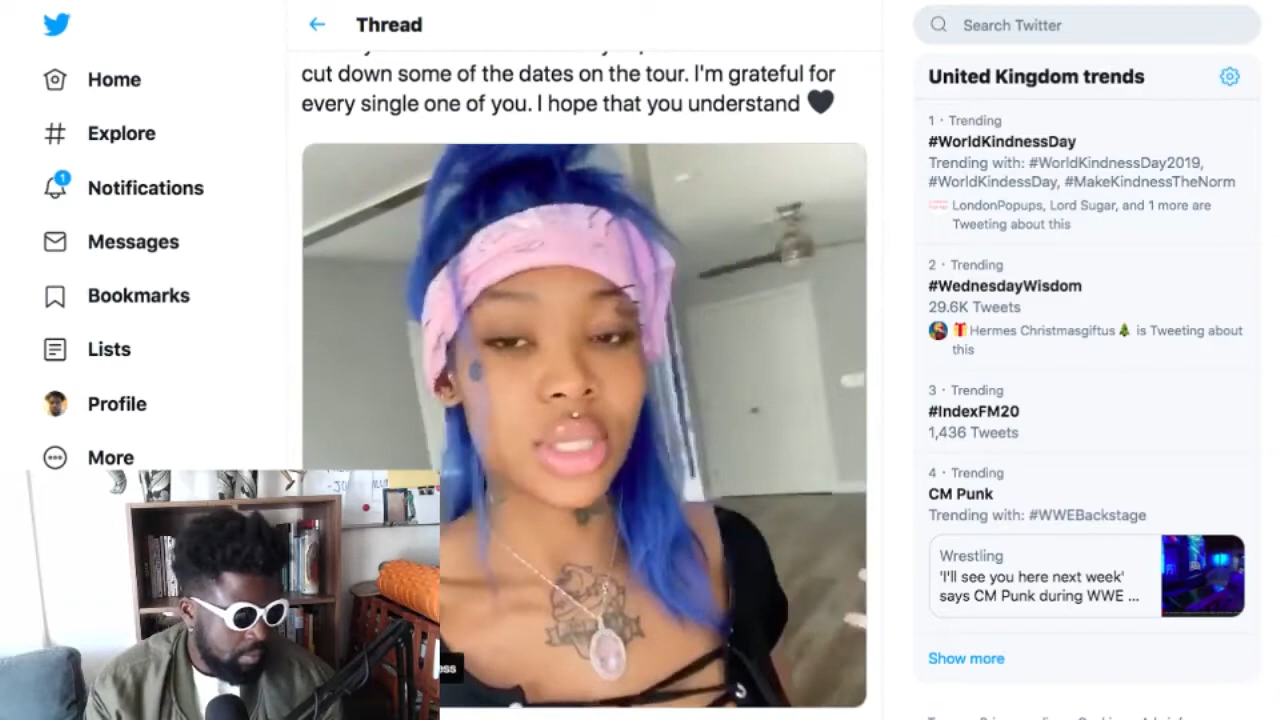 Home
Explore
1
Notifications
Messages
Bookmarks
Lists
Profile
More
Thread
cut down some of the dates on the tour. I'm grateful for
every single one of you. I hope that you understand 🖤
Search Twitter
United Kingdom trends
1 · Trending
#WorldKindnessDay
Trending with: #WorldKindnessDay2019,
#WorldKindessDay, #MakeKindnessTheNorm
LondonPopups, Lord Sugar, and 1 more are
Tweeting about this
2 · Trending
#WednesdayWisdom
29.6K Tweets
🎁Hermes Christmasgiftus🎄 is Tweeting about
this
3 · Trending
#IndexFM20
1,436 Tweets
4 · Trending
CM Punk
Trending with: #WWEBackstage
Wrestling
'I'll see you here next week'
says CM Punk during WWE ...
Show more